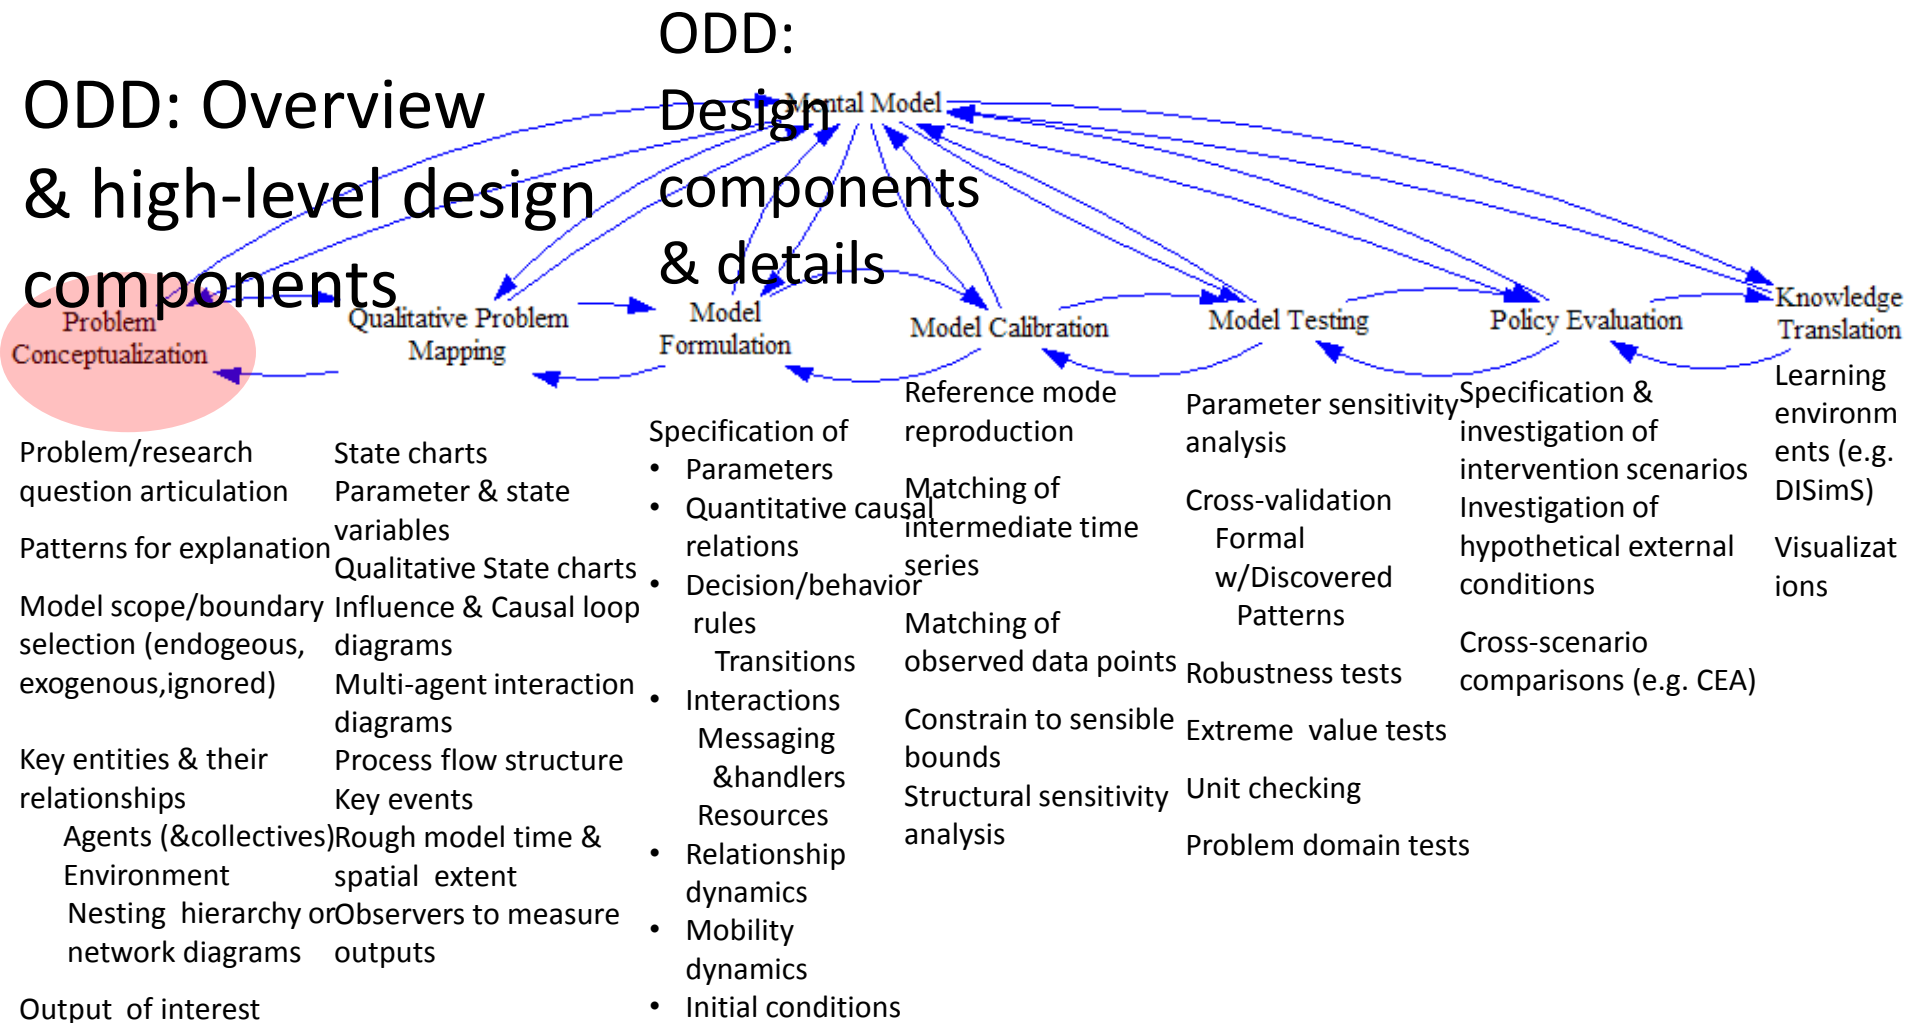 ODD: Overview
& high-level design
components
ODD:
Design
components
& details
Mental Model
Problem
Conceptualization
Qualitative Problem
Mapping
Model
Formulation
Model Calibration
Model Testing
Policy Evaluation
Knowledge
Translation
Problem/research
question articulation
Patterns for explanation
Model scope/boundary
selection (endogeous,
exogenous,ignored)
Key entities & their
relationships
Agents (&collectives)
Environment
Nesting hierarchy or
network diagrams
Output of interest
State charts
Parameter & state
variables
Qualitative State charts
Influence & Causal loop
diagrams
Multi-agent interaction
diagrams
Process flow structure
Key events
Rough model time &
spatial extent
Observers to measure
outputs
Specification of
• Parameters
• Quantitative causal
relations
• Decision/behavior
rules
Transitions
• Interactions
Messaging
&handlers
Resources
• Relationship
dynamics
• Mobility
dynamics
• Initial conditions
Reference mode
reproduction
Matching of
intermediate time
series
Matching of
observed data points
Constrain to sensible
bounds
Structural sensitivity
analysis
Parameter sensitivity
analysis
Cross-validation
Formal
w/Discovered
Patterns
Robustness tests
Extreme value tests
Unit checking
Problem domain tests
Specification &
investigation of
intervention scenarios
Investigation of
hypothetical external
conditions
Cross-scenario
comparisons (e.g. CEA)
Learning
environm
ents (e.g.
DISimS)
Visualizat
ions